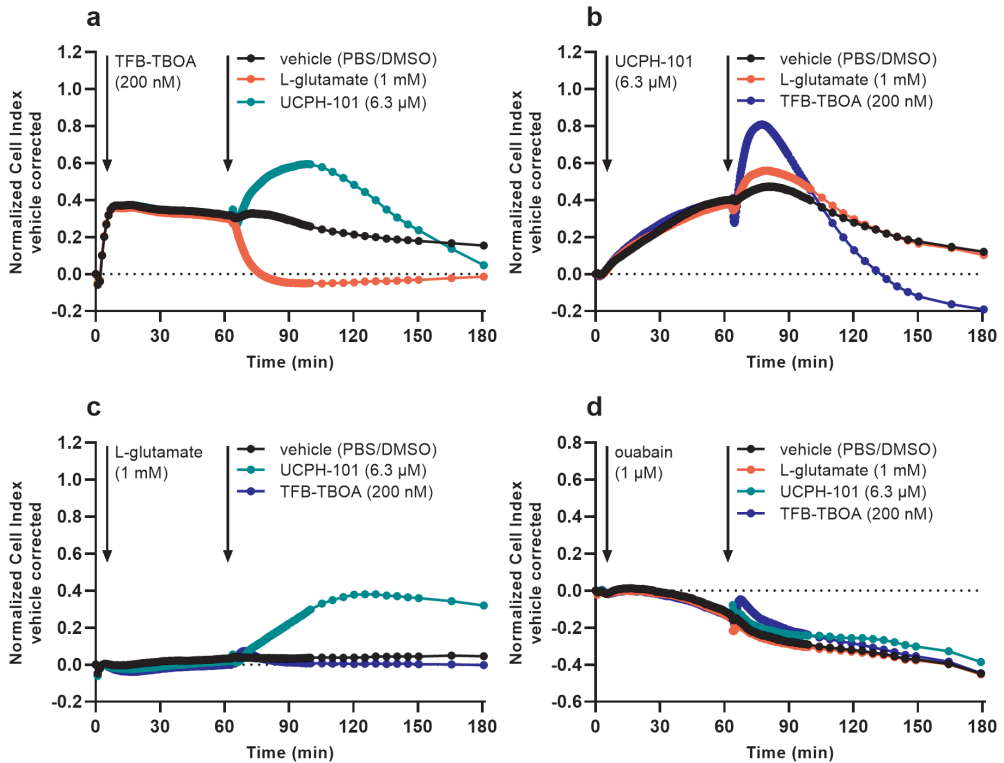 a
TFB-TBOA
(200 nM)
vehicle (PBS/DMSO)
L-glutamate (1 mM)
UCPH-101 (6.3 µM)
Normalized Cell Index
vehicle corrected
1.2
1.0
0.8
0.6
0.4
0.2
0.0
-0.2
0 30 60 90 120 150 180
Time (min)
b
UCPH-101
(6.3 µM)
vehicle (PBS/DMSO)
L-glutamate (1 mM)
TFB-TBOA (200 nM)
Normalized Cell Index
vehicle corrected
1.2
1.0
0.8
0.6
0.4
0.2
0.0
-0.2
0 30 60 90 120 150 180
Time (min)
c
L-glutamate
(1 mM)
vehicle (PBS/DMSO)
UCPH-101 (6.3 µM)
TFB-TBOA (200 nM)
Normalized Cell Index
vehicle corrected
1.2
1.0
0.8
0.6
0.4
0.2
0.0
-0.2
0 30 60 90 120 150 180
Time (min)
d
ouabain
(1 µM)
vehicle (PBS/DMSO)
L-glutamate (1 mM)
UCPH-101 (6.3 µM)
TFB-TBOA (200 nM)
Normalized Cell Index
vehicle corrected
0.8
0.6
0.4
0.2
-0.0
-0.2
-0.4
-0.6
0 30 60 90 120 150 180
Time (min)